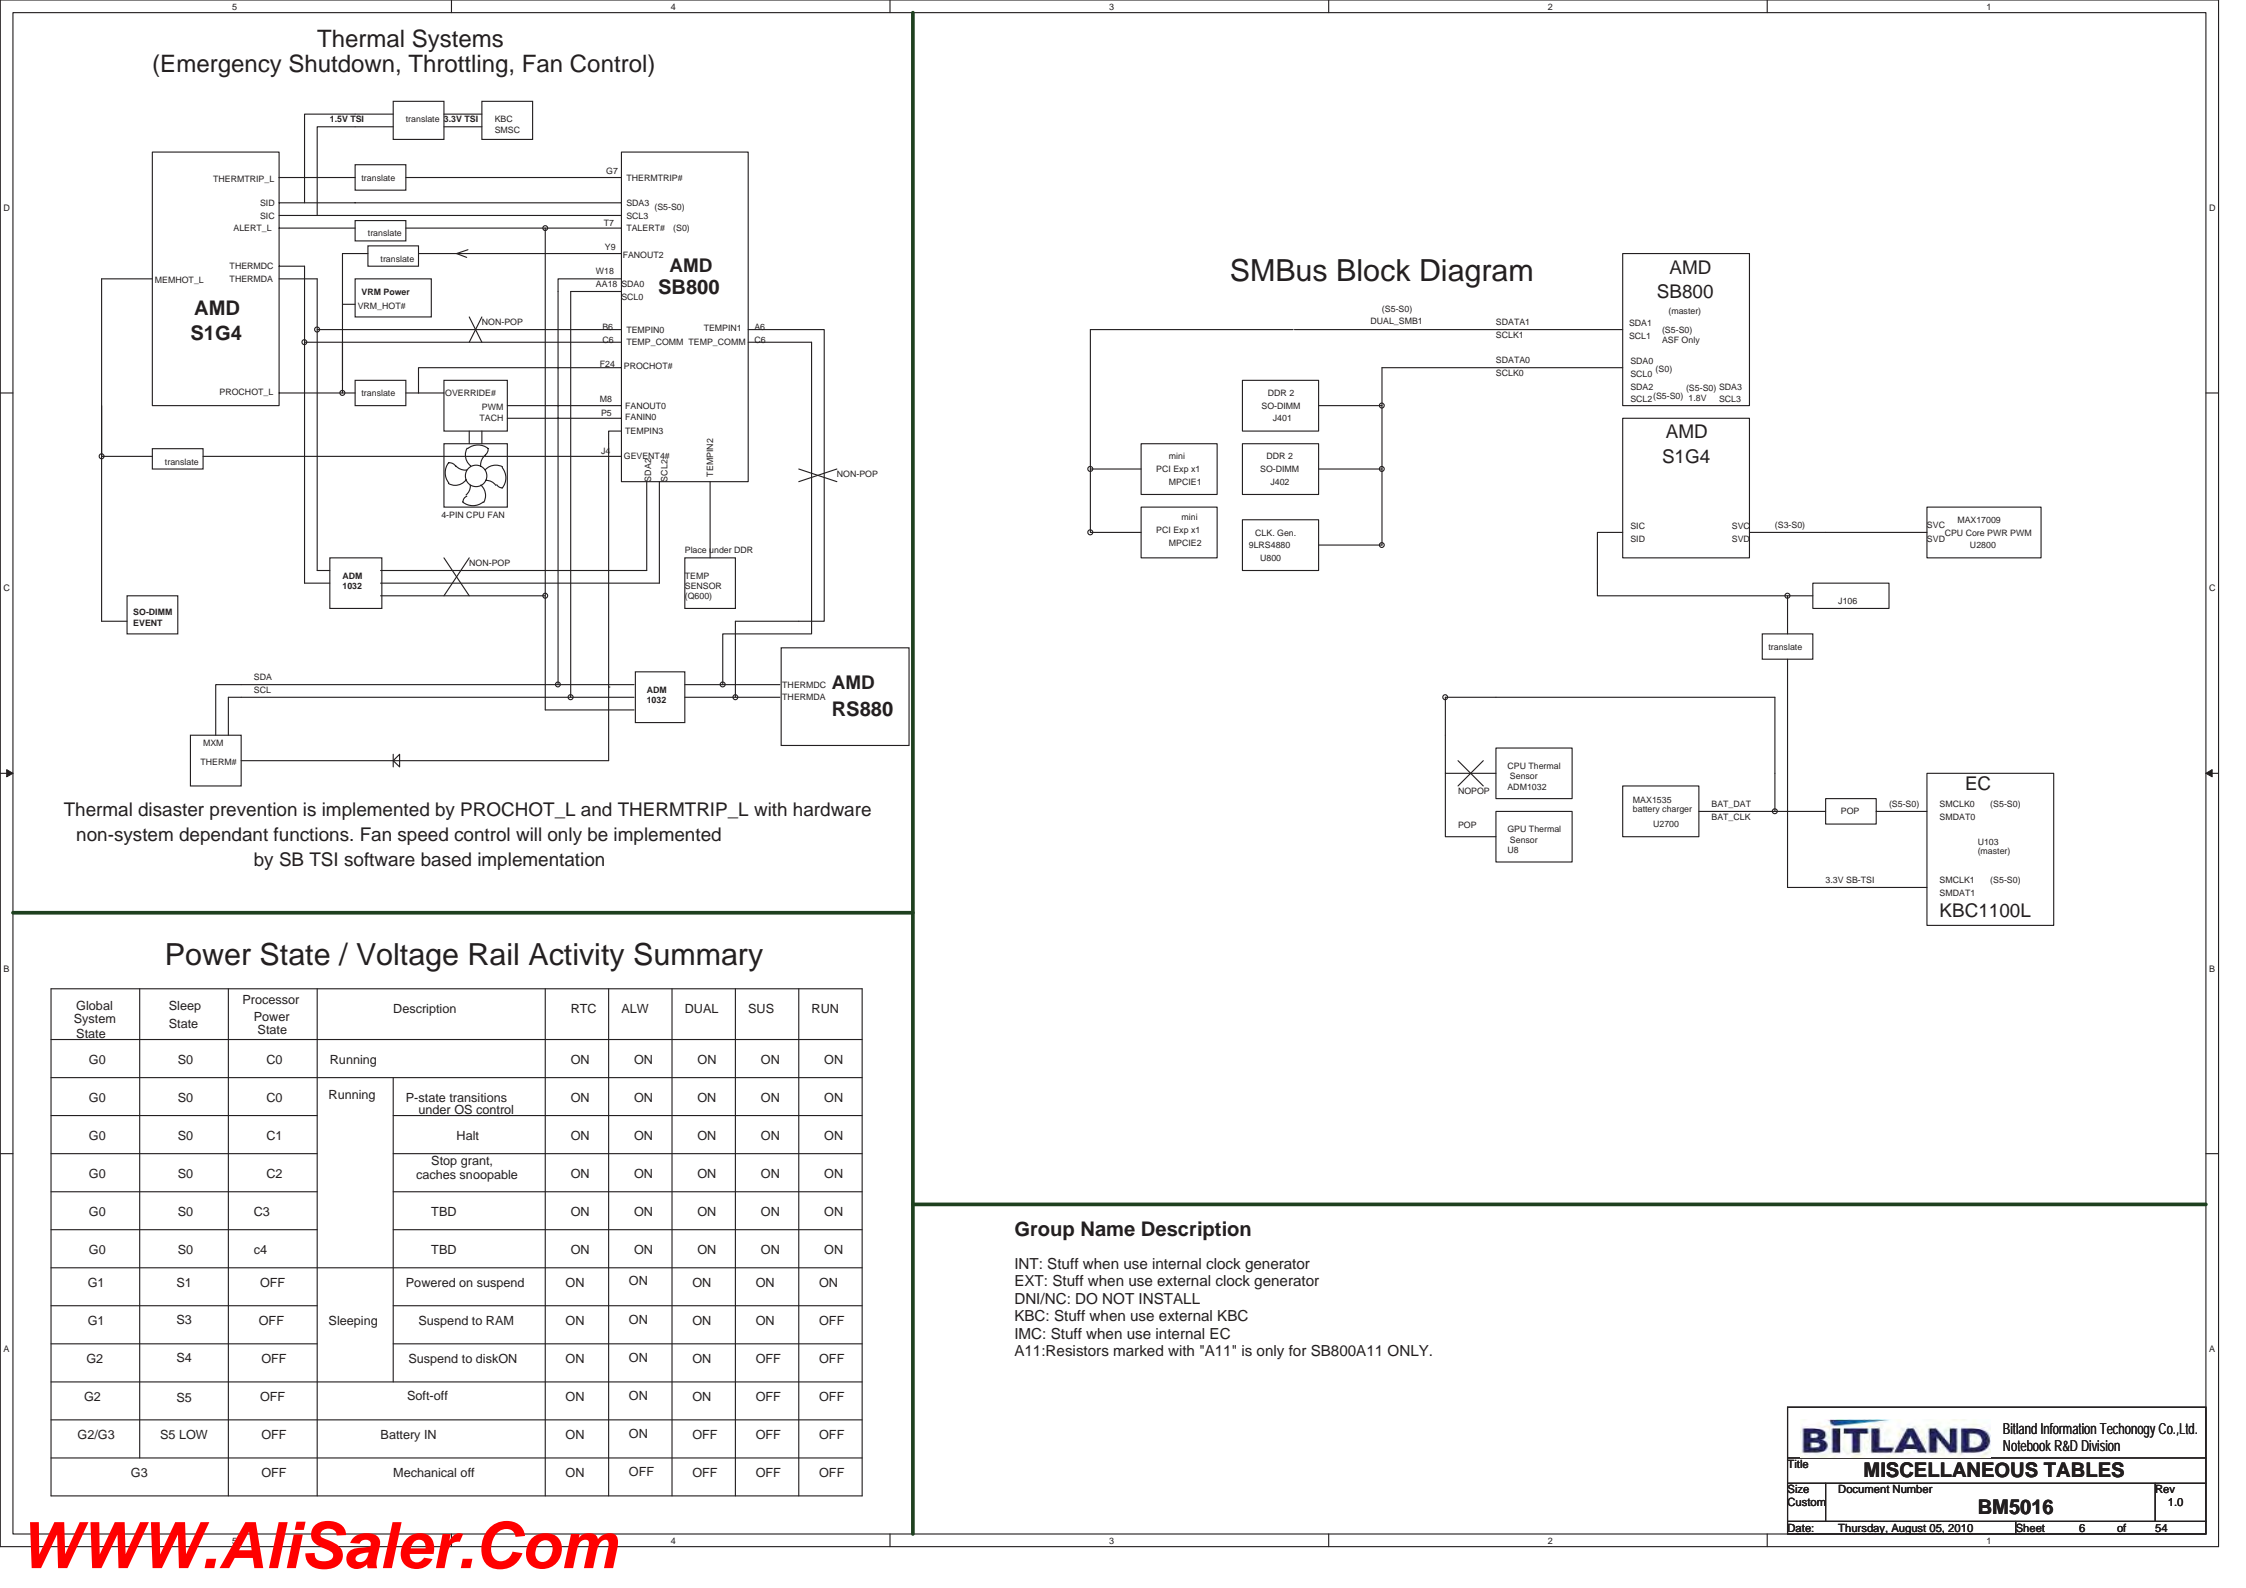 5 4 3 2 1
Thermal Systems
(Emergency Shutdown, Throttling, Fan Control)
1.5V TSI
translate
3.3V TSI
KBC
SMSC
THERMTRIP_L
translate
G7
THERMTRIP#
SID
SDA3
(S5-S0)
SIC
SCL3
ALERT_L
translate
T7
TALERT# (S0)
translate
Y9
FANOUT2
THERMDC
THERMDA
MEMHOT_L
AMD
S1G4
VRM Power
VRM_HOT#
W18
SDA0
AA18
SCL0
AMD
SB800
NON-POP
B6
TEMPIN0
C6
TEMP_COMM
TEMPIN1
A6
TEMP_COMM
C6
F24
PROCHOT#
PROCHOT_L
translate
OVERRIDE#
PWM
TACH
M8
FANOUT0
P5
FANIN0
TEMPIN3
J4
GEVENT4#
SDA2
SCL2
TEMPIN2
translate
4-PIN CPU FAN
NON-POP
NON-POP
Place under DDR
ADM
1032
TEMP
SENSOR
(Q600)
SO-DIMM
EVENT
SDA
SCL
ADM
1032
THERMDC
THERMDA
AMD
RS880
MXM
THERM#
Thermal disaster prevention is implemented by PROCHOT_L and THERMTRIP_L with hardware
non-system dependant functions. Fan speed control will only be implemented
by SB TSI software based implementation
SMBus Block Diagram
AMD
SB800
(master)
(S5-S0)
DUAL_SMB1
SDATA1
SCLK1
SDA1
SCL1
(S5-S0)
ASF Only
SDATA0
SCLK0
SDA0
SCL0
(S0)
SDA2
(S5-S0)
SDA3
SCL2
(S5-S0)
1.8V
SCL3
DDR 2
SO-DIMM
J401
mini
PCI Exp x1
MPCIE1
DDR 2
SO-DIMM
J402
mini
PCI Exp x1
MPCIE2
CLK. Gen.
9LRS4880
U800
AMD
S1G4
SIC
SID
SVC
SVD
(S3-S0)
SVC
SVD
MAX17009
CPU Core PWR PWM
U2800
J106
translate
NOPOP
CPU Thermal
Sensor
ADM1032
POP
GPU Thermal
Sensor
U8
MAX1535
battery charger
U2700
BAT_DAT
BAT_CLK
POP
(S5-S0)
EC
SMCLK0
(S5-S0)
SMDAT0
U103
(master)
3.3V SB-TSI
SMCLK1
(S5-S0)
SMDAT1
KBC1100L
Power State / Voltage Rail Activity Summary
Global System State Sleep State Processor Power State Description RTC ALW DUAL SUS RUN
G0 S0 C0 Running ON ON ON ON ON
G0 S0 C0 Running P-state transitions under OS control ON ON ON ON ON
G0 S0 C1 Halt ON ON ON ON ON
G0 S0 C2 Stop grant, caches snoopable ON ON ON ON ON
G0 S0 C3 TBD ON ON ON ON ON
G0 S0 c4 TBD ON ON ON ON ON
G1 S1 OFF Powered on suspend ON ON ON ON ON
G1 S3 OFF Sleeping Suspend to RAM ON ON ON ON OFF
G2 S4 OFF Suspend to diskON ON ON ON OFF OFF
G2 S5 OFF Soft-off ON ON ON OFF OFF
G2/G3 S5 LOW OFF Battery IN ON ON OFF OFF OFF
G3 OFF Mechanical off ON OFF OFF OFF OFF
Group Name Description
INT: Stuff when use internal clock generator
EXT: Stuff when use external clock generator
DNI/NC: DO NOT INSTALL
KBC: Stuff when use external KBC
IMC: Stuff when use internal EC
A11:Resistors marked with "A11" is only for SB800A11 ONLY.
BITLAND
Bitland Information Techonogy Co.,Ltd.
Notebook R&D Division
Title
MISCELLANEOUS TABLES
Size
Custom
Document Number
BM5016
Rev
1.0
Date: Thursday, August 05, 2010 Sheet 6 of 54
D D
C C
B B
A A
5 4 3 2 1
WWW.AliSaler.Com